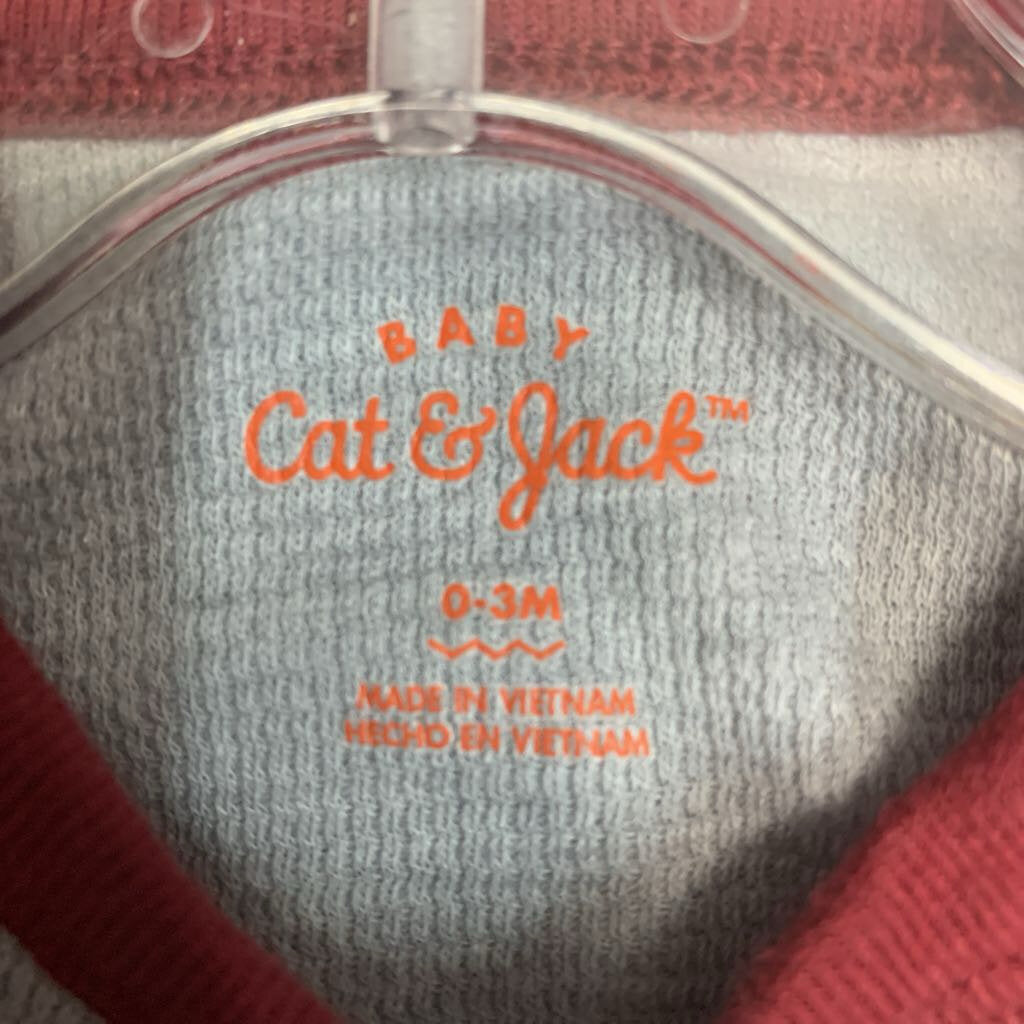 BABY
Cat & Jack™
0-3M
MADE IN VIETNAM
HECHO EN VIETNAM